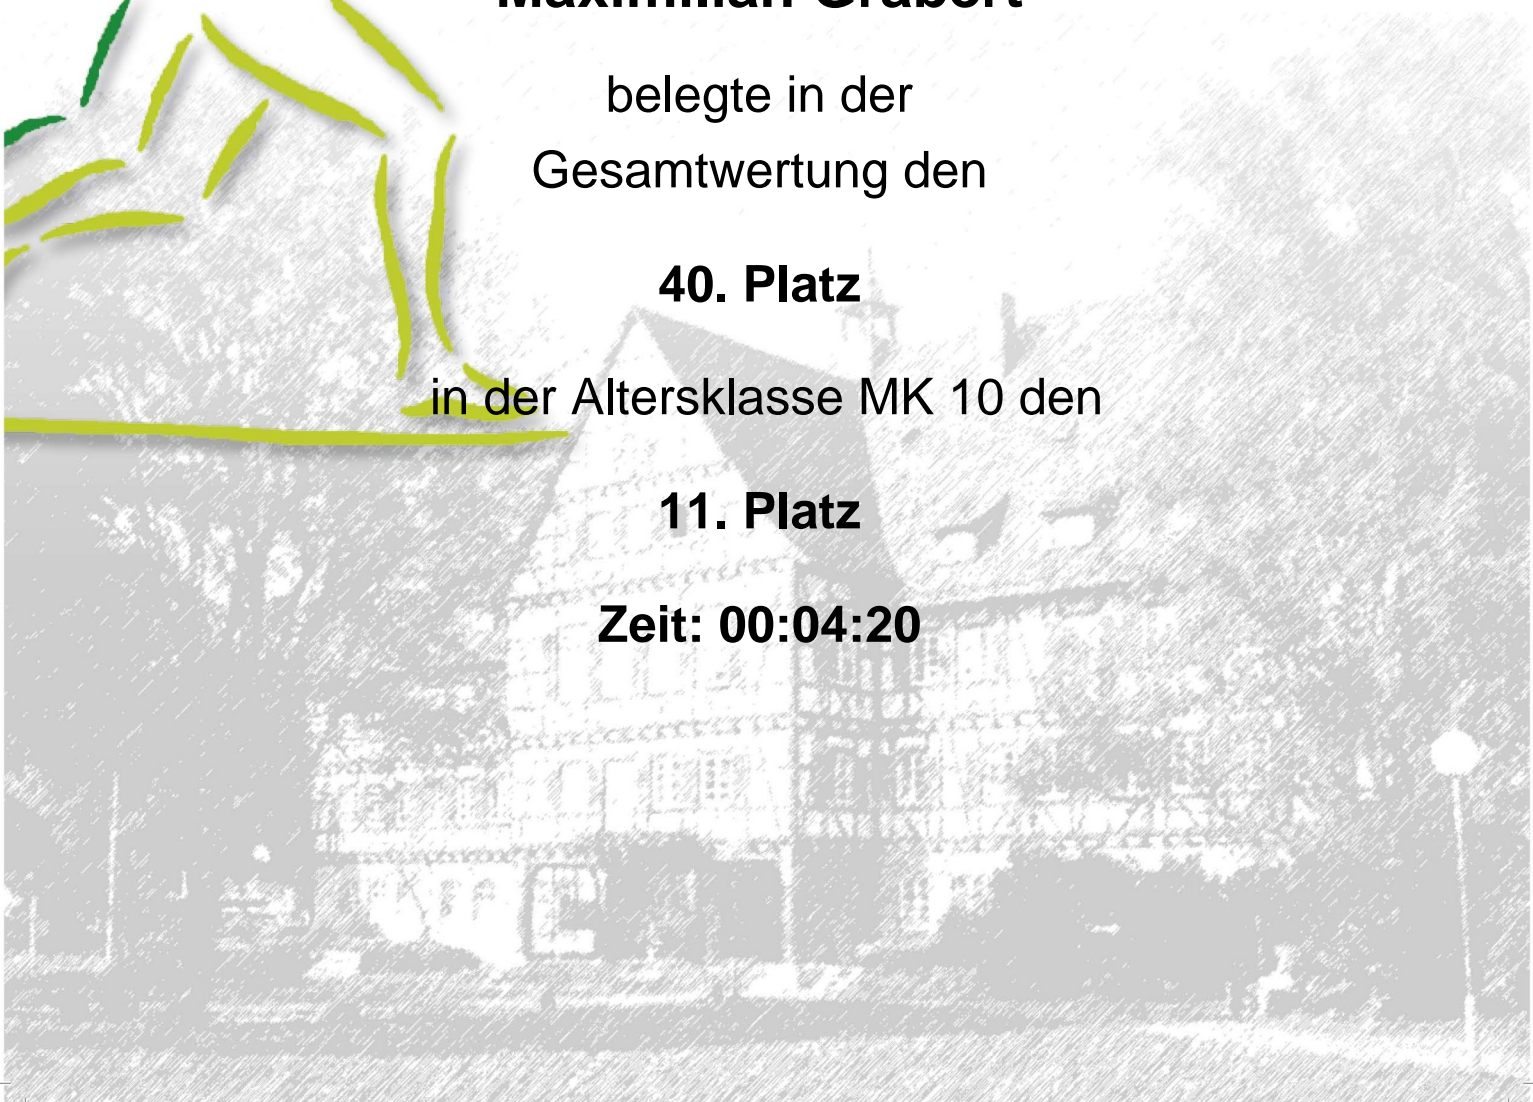 Maximilian
belegte in der
Gesamtwertung den
40. Platz
in der Altersklasse MK 10 den
11. Platz
Zeit: 00:04:20